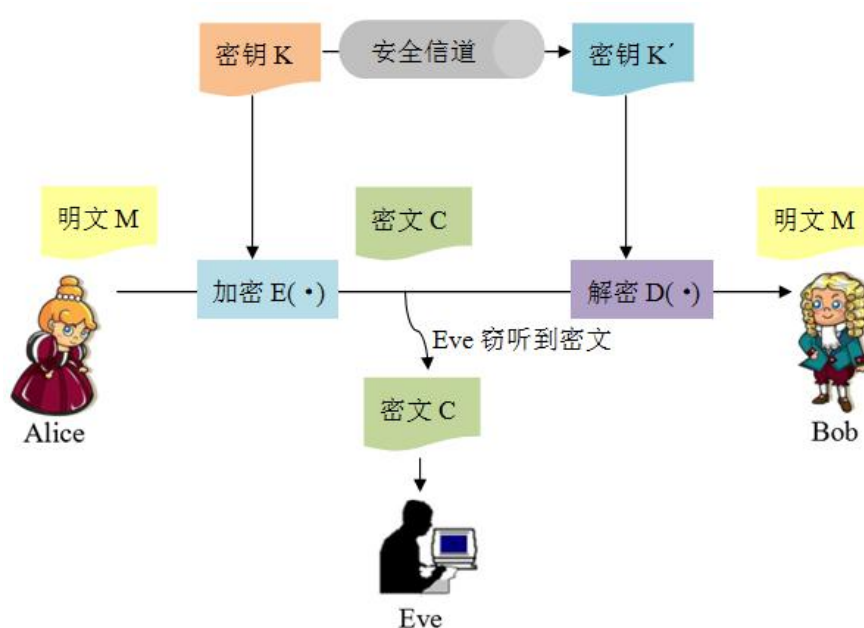 密钥 K
安全信道
密钥 K′
明文 M
密文 C
明文 M
加密 E( • )
解密 D( • )
Eve 窃听到密文
密文 C
Alice
Bob
Eve